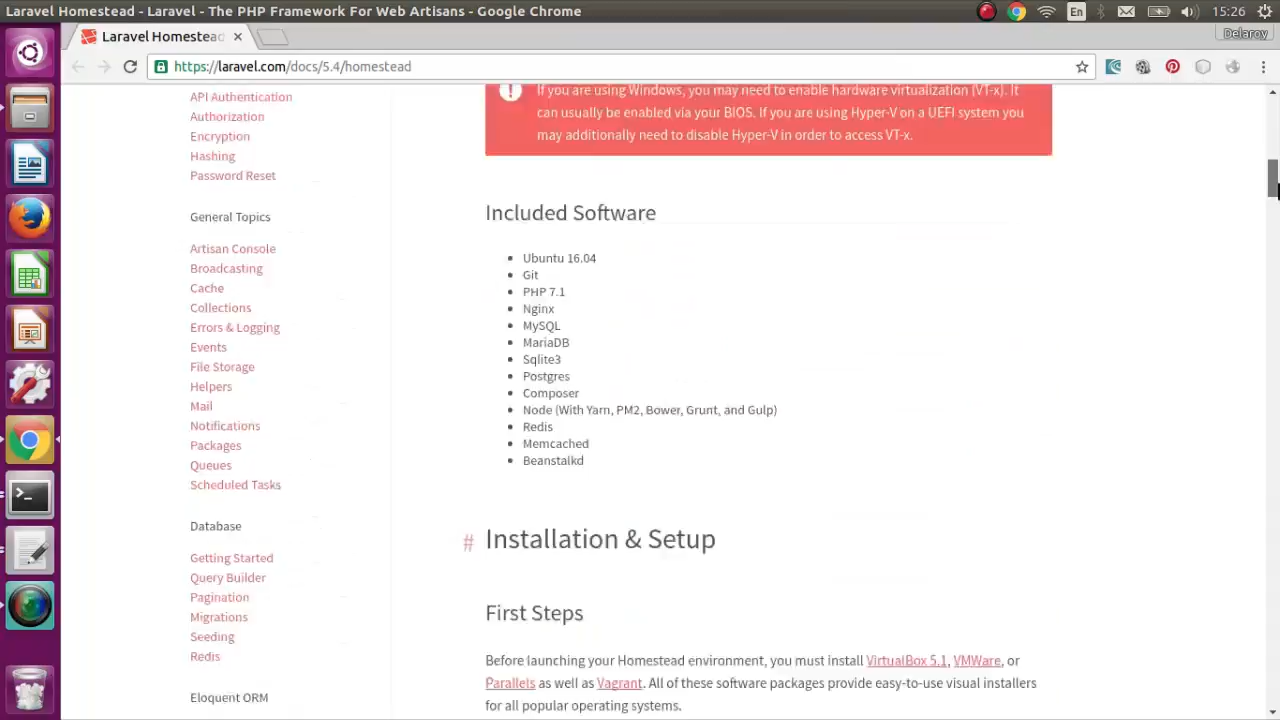 Laravel Homestead - Laravel - The PHP Framework For Web Artisans - Google Chrome
En
15:26
Laravel Homestead
Delaroy
https://laravel.com/docs/5.4/homestead
API Authentication
Authorization
Encryption
Hashing
Password Reset
General Topics
Artisan Console
Broadcasting
Cache
Collections
Errors & Logging
Events
File Storage
Helpers
Mail
Notifications
Packages
Queues
Scheduled Tasks
Database
Getting Started
Query Builder
Pagination
Migrations
Seeding
Redis
Eloquent ORM
If you are using Windows, you may need to enable hardware virtualization (VT-x). It
can usually be enabled via your BIOS. If you are using Hyper-V on a UEFI system you
may additionally need to disable Hyper-V in order to access VT-x.
Included Software
Ubuntu 16.04
Git
PHP 7.1
Nginx
MySQL
MariaDB
Sqlite3
Postgres
Composer
Node (With Yarn, PM2, Bower, Grunt, and Gulp)
Redis
Memcached
Beanstalkd
# Installation & Setup
First Steps
Before launching your Homestead environment, you must install VirtualBox 5.1, VMWare, or
Parallels as well as Vagrant. All of these software packages provide easy-to-use visual installers
for all popular operating systems.